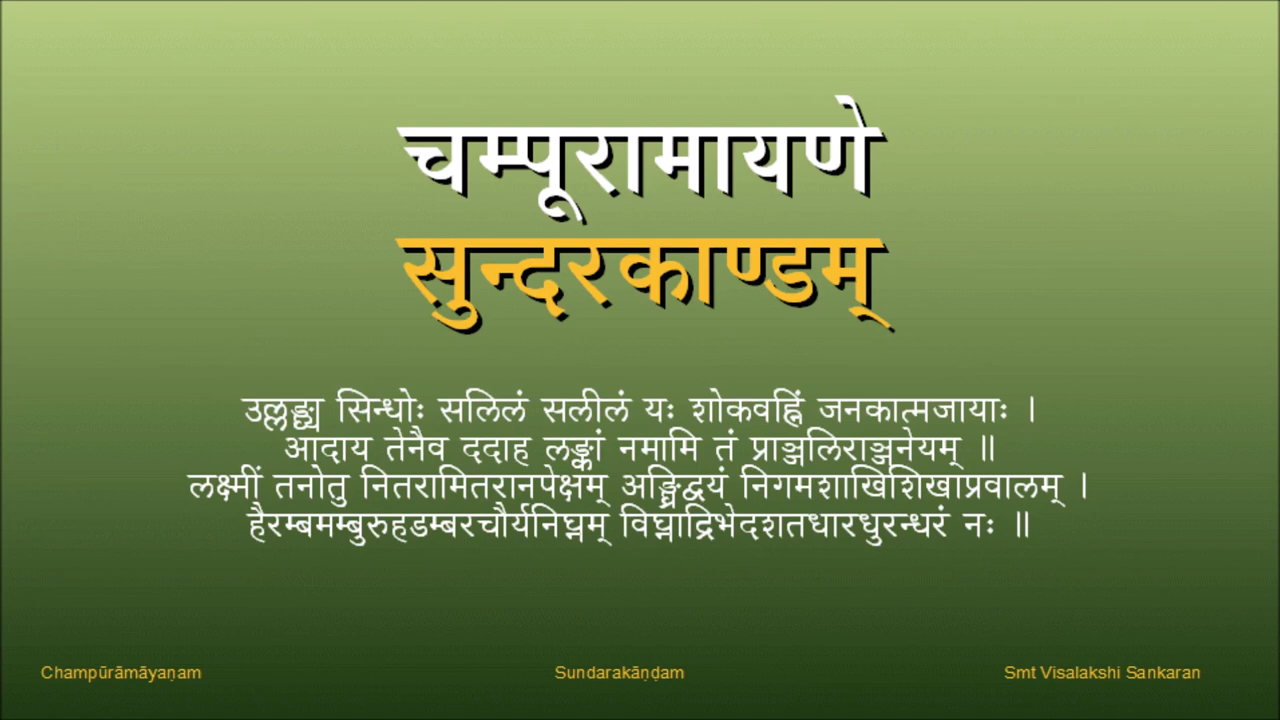 चम्पूरामायणे
सुन्दरकाण्डम्
उल्लङ्घ्य सिन्धोः सलिलं सलीलं यः शोकवह्निं जनकात्मजायाः ।
आदाय तेनैव ददाह लङ्कां नमामि तं प्राञ्जलिराञ्जनेयम् ॥
लक्ष्मीं तनोतु नितरामितरानपेक्षम् अङ्घ्रिद्वयं निगमशाखिशिखाप्रवालम् ।
हैरम्बमम्बुरुहडम्बरचौर्यनिघ्नम् विघ्नाद्रिभेदशतधारधुरन्धरं नः ॥
Champūrāmāyaṇam
Sundarakāṇḍam
Smt Visalakshi Sankaran